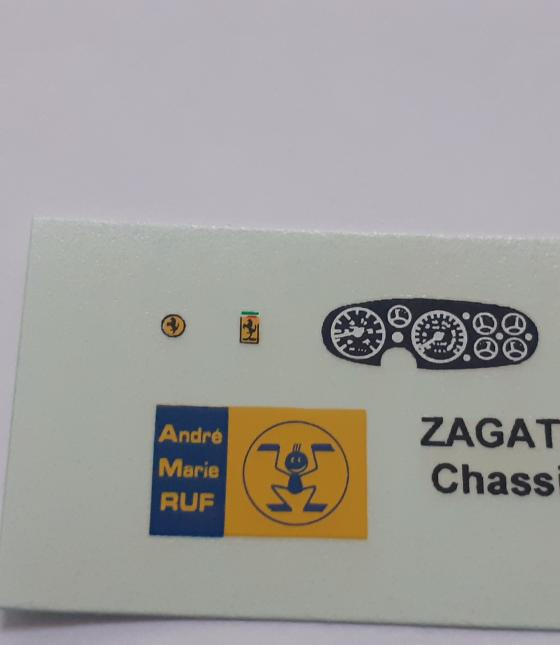 André
Marie
RUF
ZAGAT
Chassi